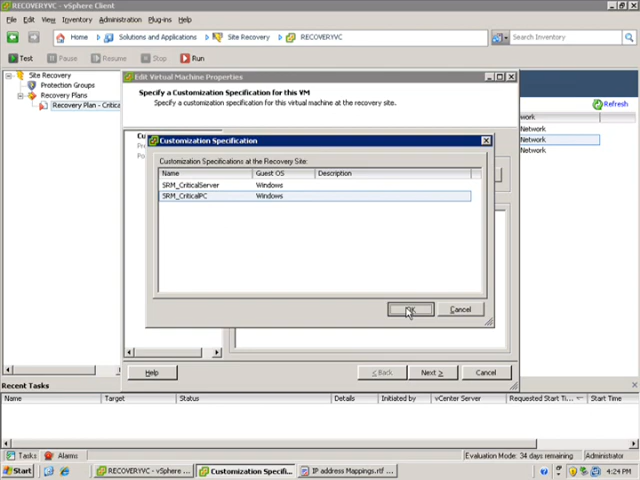 RECOVERYVC - vSphere Client
File Edit View Inventory Administration Plug-ins Help
Home Solutions and Applications Site Recovery RECOVERYVC Search Inventory
Test Pause Resume Stop Run
Site Recovery
Protection Groups
Recovery Plans
Recovery Plan - Critica
Refresh
Edit Virtual Machine Properties
Specify a Customization Specification for this VM
Specify a customization specification for this virtual machine at the recovery site.
work
Network
Network
Network
Cu
Pr
Po
Customization Specification
Customization Specifications at the Recovery Site:
Name Guest OS Description
SRM_CriticalServer Windows
SRM_CriticalPC Windows
OK Cancel
Help < Back Next > Cancel
Recent Tasks
Name Target Status Details Initiated by vCenter Server Requested Start Ti... Start Time
Tasks Alarms Evaluation Mode: 34 days remaining Administrator
Start RECOVERYVC - vSphere ... Customization Specifi... IP address Mappings.rtf ... 4:24 PM